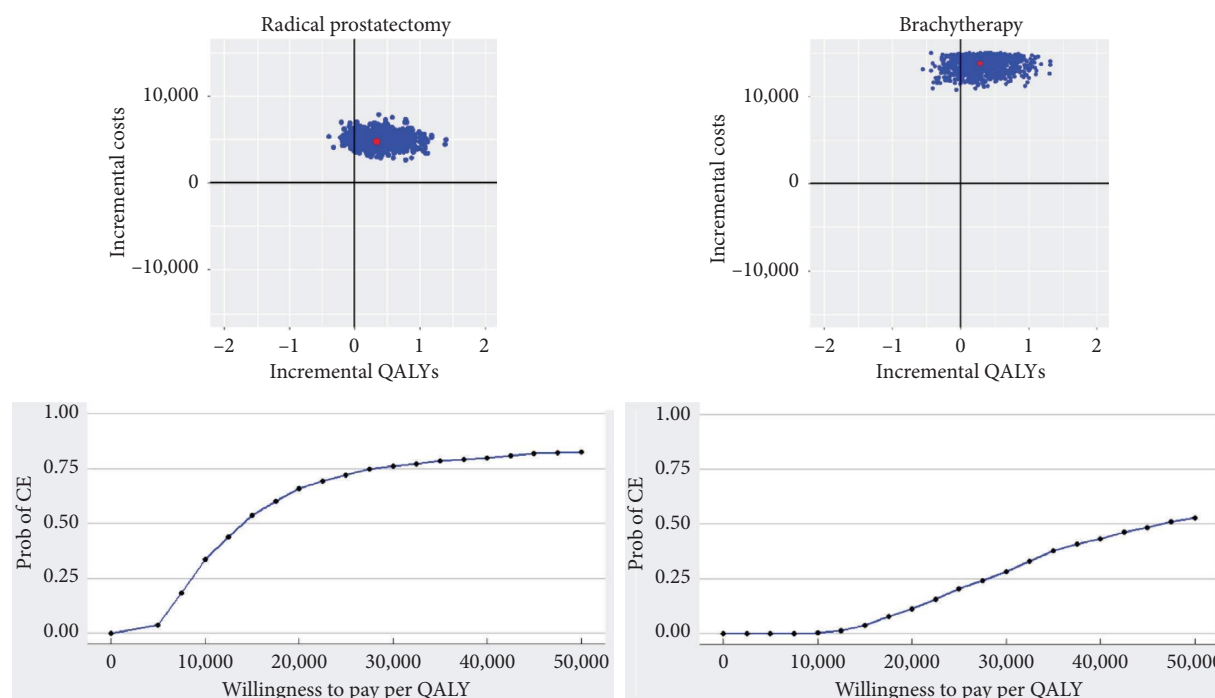 Radical prostatectomy
10,000
0
−10,000
Incremental costs
−2 −1 0 1 2
Incremental QALYs
Brachytherapy
10,000
0
−10,000
Incremental costs
−2 −1 0 1 2
Incremental QALYs
1.00
0.75
0.50
0.25
0.00
Prob of CE
0 10,000 20,000 30,000 40,000 50,000
Willingness to pay per QALY
1.00
0.75
0.50
0.25
0.00
Prob of CE
0 10,000 20,000 30,000 40,000 50,000
Willingness to pay per QALY